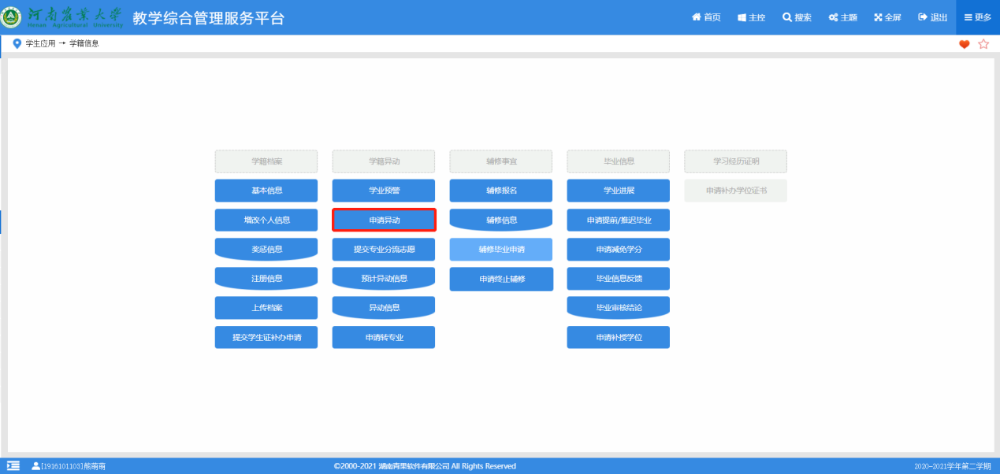 河南农业大学
Henan Agricultural University
教学综合管理服务平台
首页 主控 搜索 主题 全屏 退出 更多
学生应用 → 学籍信息
学籍档案 学籍异动 辅修事宜 毕业信息 学习经历证明
基本信息 学业预警 辅修报名 学业进展 申请补办学位证书
增改个人信息 申请异动 辅修信息 申请提前/推迟毕业
奖惩信息 提交专业分流志愿 辅修毕业申请 申请减免学分
注册信息 预计异动信息 申请终止辅修 毕业信息反馈
上传档案 异动信息 毕业审核结论
提交学生证补办申请 申请转专业 申请补授学位
[1916101103]熊萌萌 ©2000-2021 湖南青果软件有限公司 All Rights Reserved 2020-2021学年第二学期